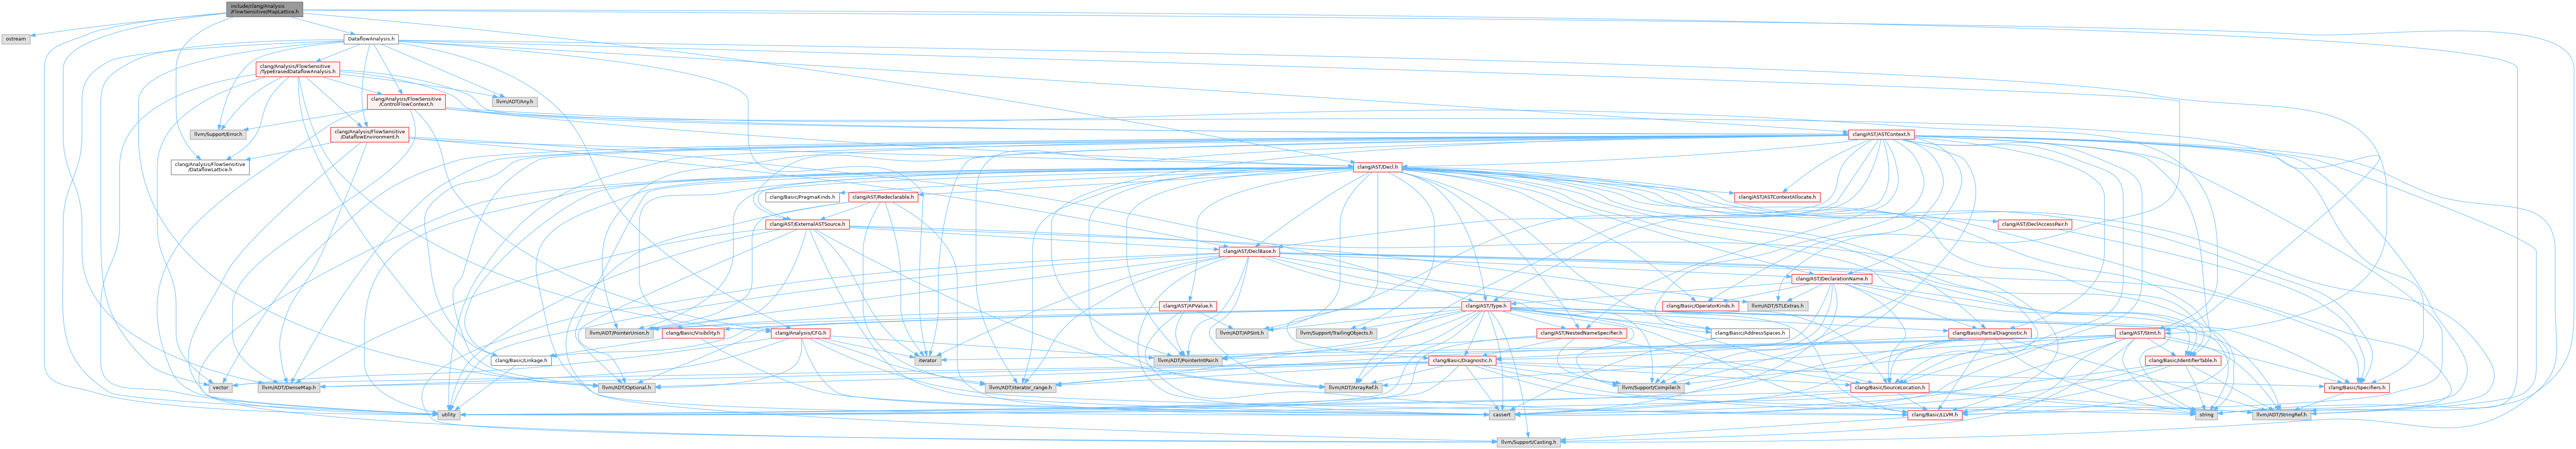 include/clang/Analysis
/FlowSensitive/MapLattice.h
ostream
DataflowAnalysis.h
clang/Analysis/FlowSensitive
/TypeErasedDataflowAnalysis.h
llvm/ADT/Any.h
clang/Analysis/FlowSensitive
/ControlFlowContext.h
llvm/Support/Error.h
clang/Analysis/FlowSensitive
/DataflowEnvironment.h
clang/AST/ASTContext.h
clang/Analysis/FlowSensitive
/DataflowLattice.h
clang/AST/Decl.h
clang/Basic/PragmaKinds.h
clang/AST/Redeclarable.h
clang/AST/ASTContextAllocate.h
clang/AST/ExternalASTSource.h
clang/AST/DeclAccessPair.h
clang/AST/DeclBase.h
clang/AST/DeclarationName.h
clang/AST/APValue.h
clang/AST/Type.h
clang/Basic/OperatorKinds.h
llvm/ADT/STLExtras.h
llvm/ADT/PointerUnion.h
clang/Basic/Visibility.h
clang/Analysis/CFG.h
llvm/ADT/APSInt.h
llvm/Support/TrailingObjects.h
clang/AST/NestedNameSpecifier.h
clang/Basic/AddressSpaces.h
clang/Basic/PartialDiagnostic.h
clang/AST/Stmt.h
clang/Basic/Linkage.h
iterator
llvm/ADT/PointerIntPair.h
clang/Basic/Diagnostic.h
clang/Basic/IdentifierTable.h
vector
llvm/ADT/DenseMap.h
llvm/ADT/Optional.h
llvm/ADT/iterator_range.h
llvm/ADT/ArrayRef.h
llvm/Support/Compiler.h
clang/Basic/SourceLocation.h
clang/Basic/Specifiers.h
utility
cassert
clang/Basic/LLVM.h
string
llvm/ADT/StringRef.h
llvm/Support/Casting.h